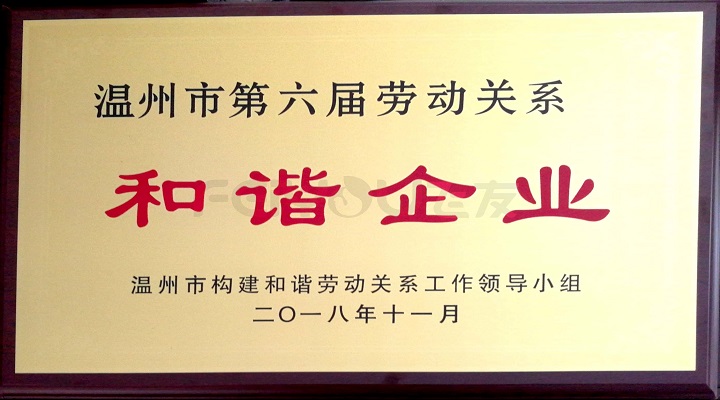 温州市第六届劳动关系
和谐企业
温州市构建和谐劳动关系工作领导小组
二〇一八年十一月